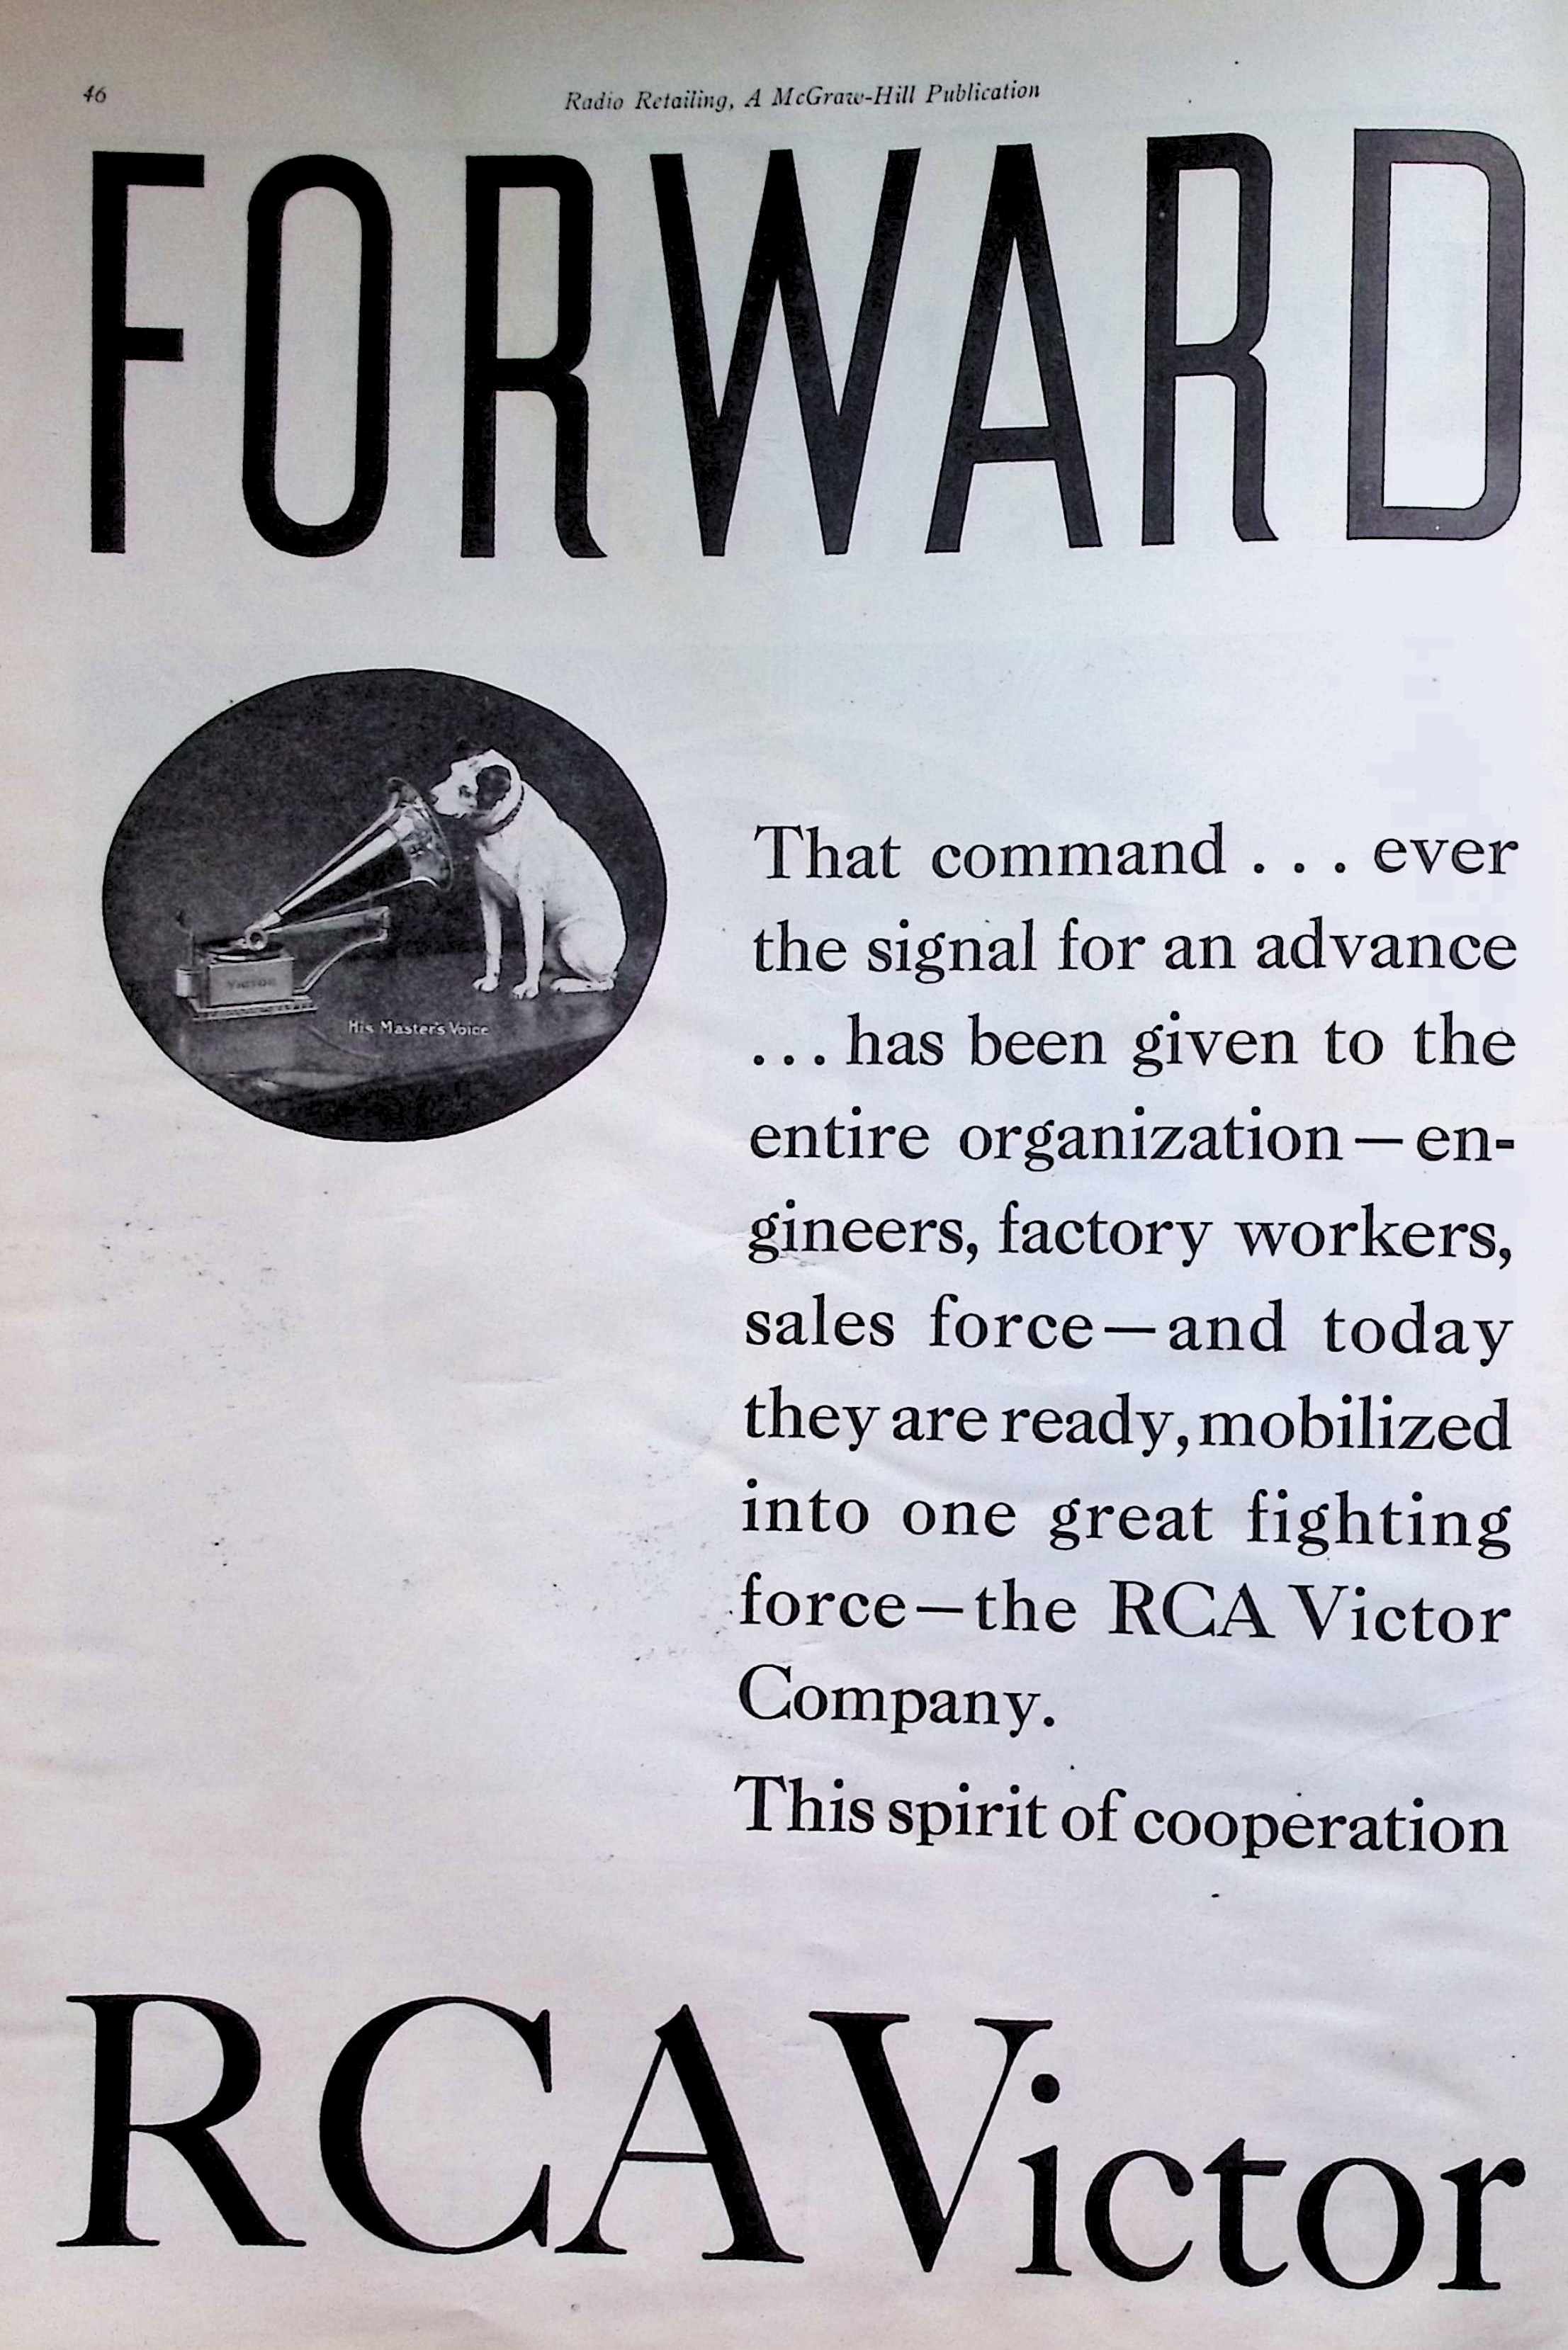 46
Radio Retailing, A McGraw-Hill Publication
FORWARD
VICTOR
His Master's Voice
That command . . . ever
the signal for an advance
. . . has been given to the
entire organization—en-
gineers, factory workers,
sales force—and today
they are ready, mobilized
into one great fighting
force—the RCA Victor
Company.
This spirit of cooperation
RCA Victor